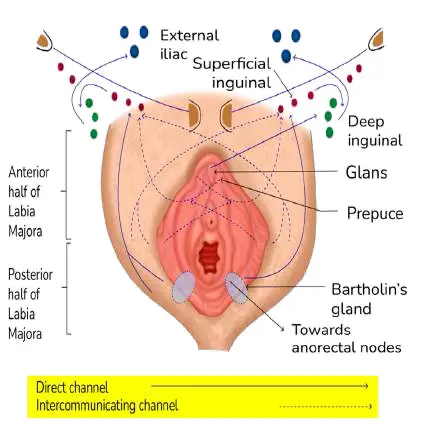 External
iliac
Superficial
inguinal
Deep
inguinal
Glans
Prepuce
Anterior
half of
Labia
Majora
Posterior
half of
Labia
Majora
Bartholin's
gland
Towards
anorectal nodes
Direct channel
Intercommunicating channel